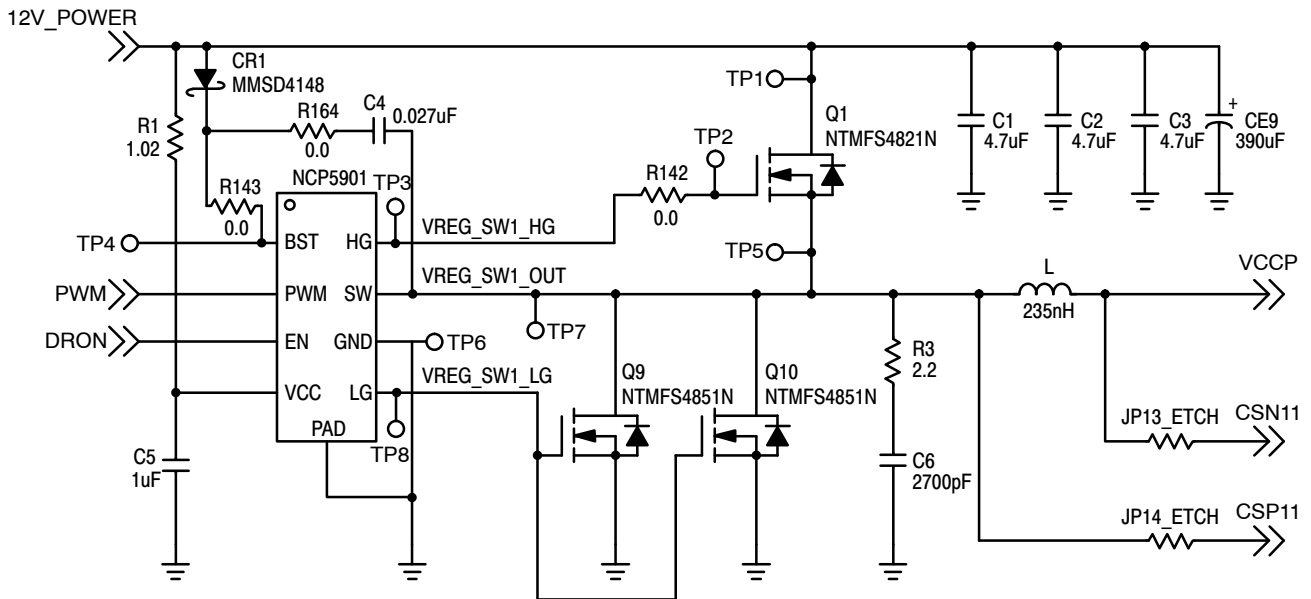 12V_POWER
CR1
MMSD4148
R1
1.02
R164
0.0
C4
0.027uF
R143
0.0
NCP5901
TP3
TP4
BST
HG
VREG_SW1_HG
R142
0.0
TP2
TP1
Q1
NTMFS4821N
TP5
C1
4.7uF
C2
4.7uF
C3
4.7uF
+
CE9
390uF
PWM
PWM
SW
VREG_SW1_OUT
TP7
L
235nH
VCCP
DRON
EN
GND
TP6
VCC
LG
VREG_SW1_LG
TP8
PAD
C5
1uF
Q9
NTMFS4851N
Q10
NTMFS4851N
R3
2.2
C6
2700pF
JP13_ETCH
CSN11
JP14_ETCH
CSP11